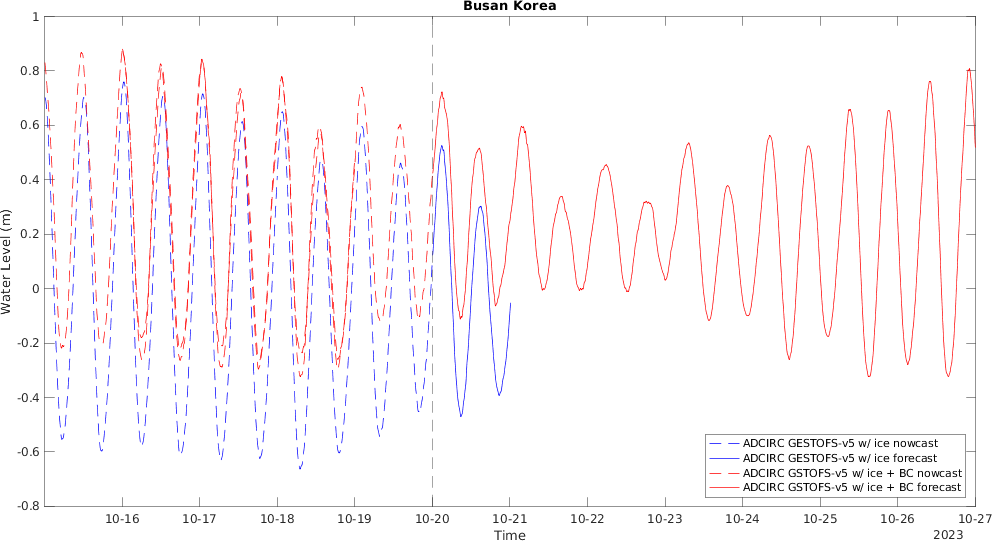 Busan Korea
Water Level (m)
1
0.8
0.6
0.4
0.2
0
-0.2
-0.4
-0.6
-0.8
ADCIRC GESTOFS-v5 w/ ice nowcast
ADCIRC GESTOFS-v5 w/ ice forecast
ADCIRC GSTOFS-v5 w/ ice + BC nowcast
ADCIRC GSTOFS-v5 w/ ice + BC forecast
10-16 10-17 10-18 10-19 10-20 10-21 10-22 10-23 10-24 10-25 10-26 10-27
Time
2023